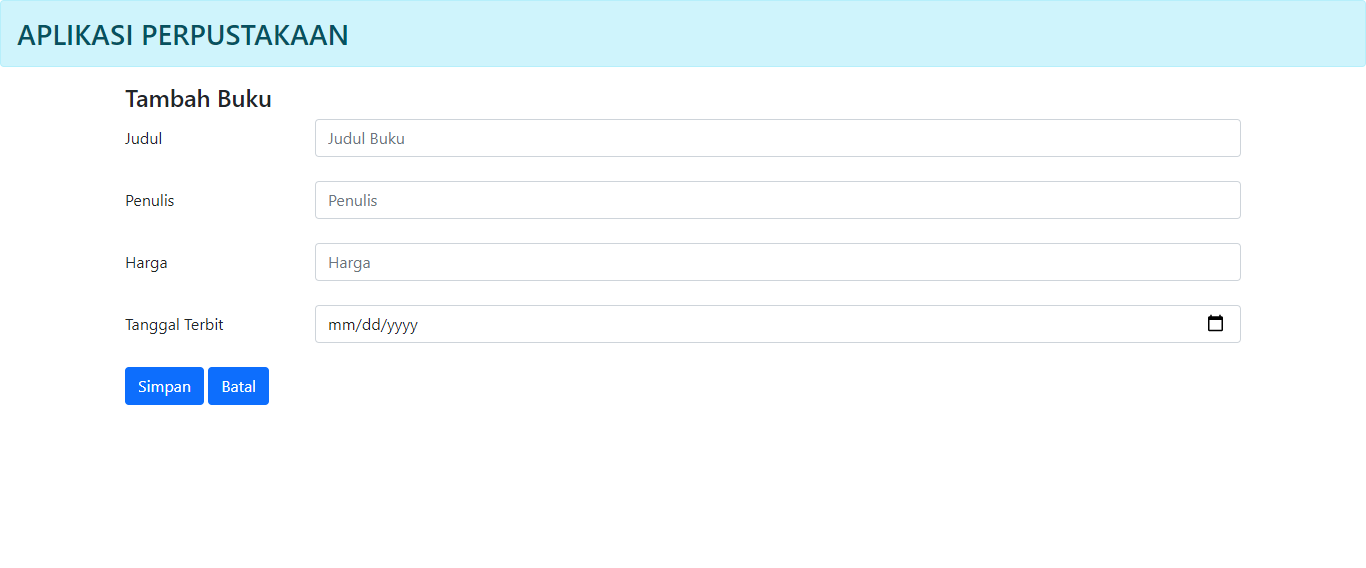 APLIKASI PERPUSTAKAAN
Tambah Buku
Judul Judul Buku
Penulis Penulis
Harga Harga
Tanggal Terbit mm/dd/yyyy
Simpan Batal